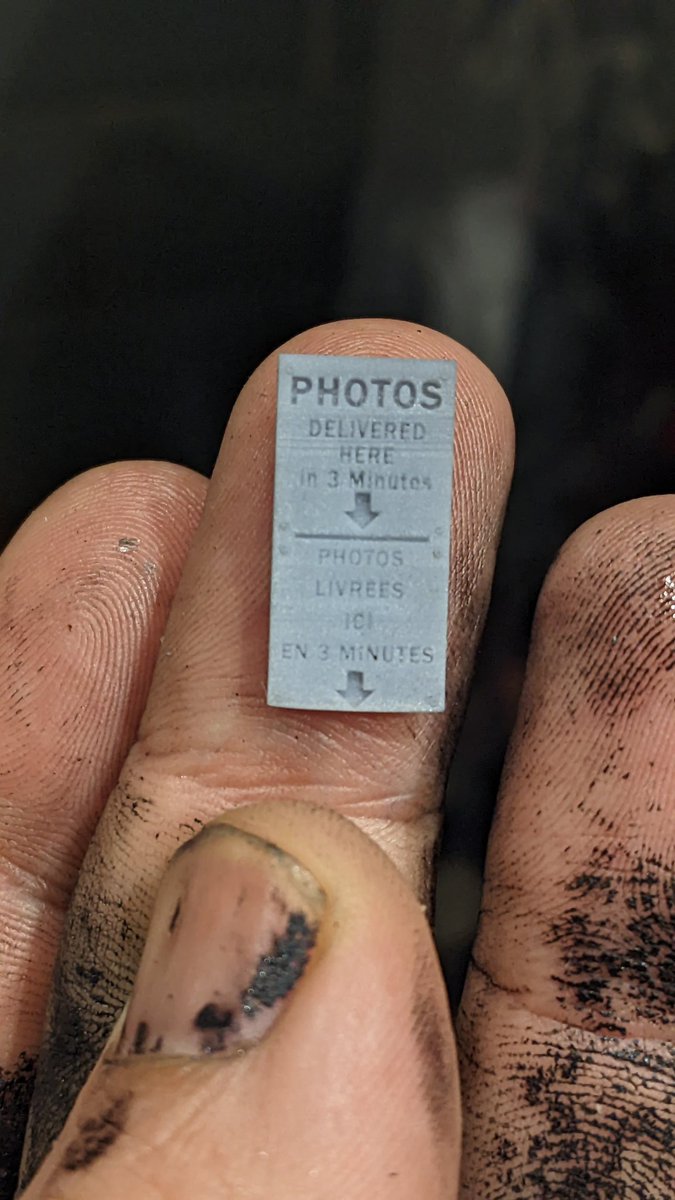 PHOTOS
DELIVERED
HERE
in 3 Minutes
PHOTOS
LIVREES
ICI
EN 3 MINUTES